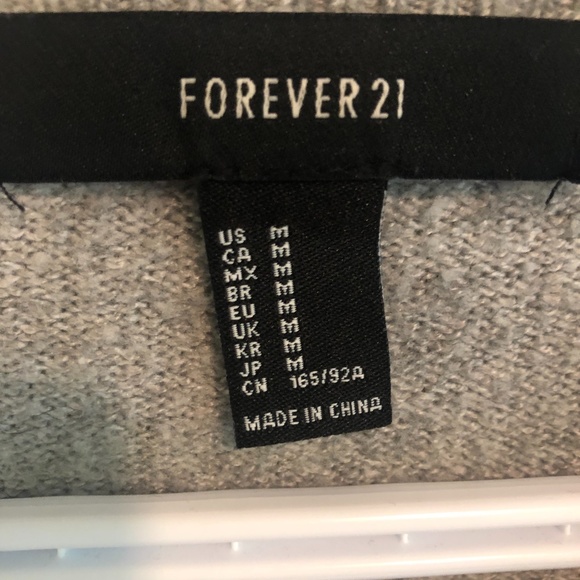 FOREVER 21
US M
CA M
MX M
BR M
EU M
UK M
KR M
JP M
CN 165/92A
MADE IN CHINA